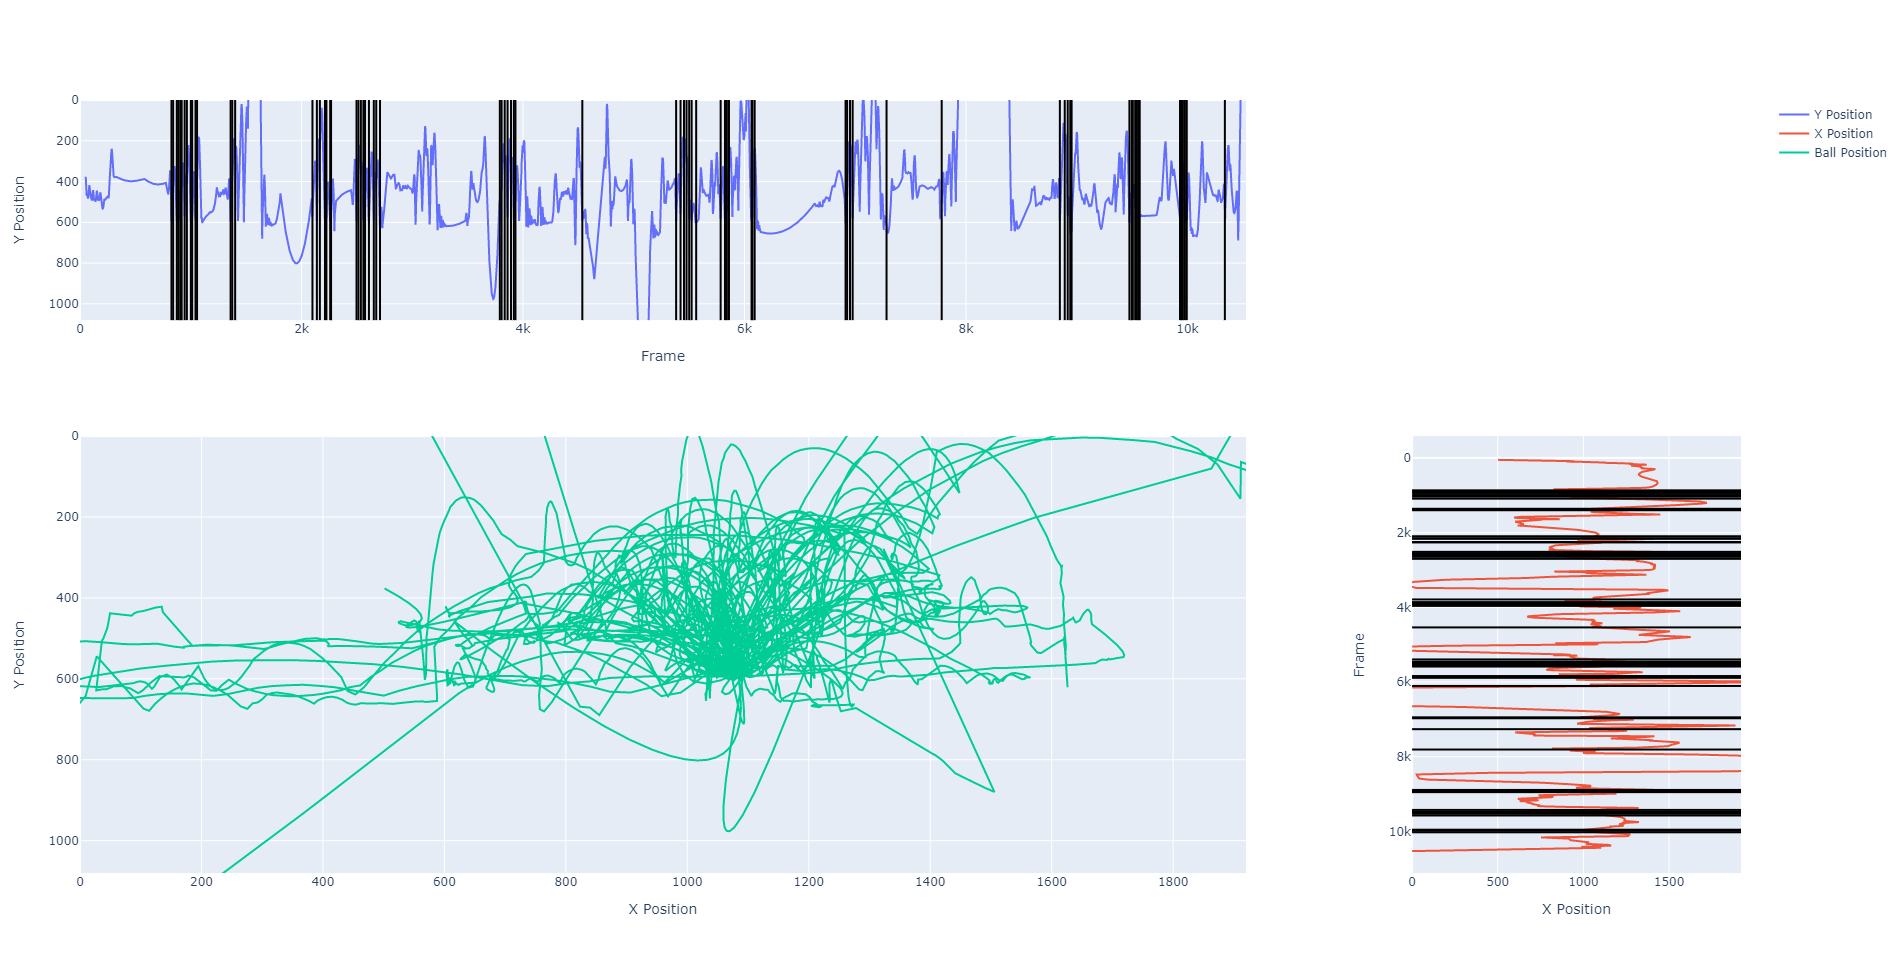 0
200
400
600
800
1000
Y Position
0 2k 4k 6k 8k 10k
Frame
Y Position
X Position
Ball Position
0
200
400
600
800
1000
Y Position
0 200 400 600 800 1000 1200 1400 1600 1800
X Position
0
2k
4k
6k
8k
10k
Frame
0 500 1000 1500
X Position